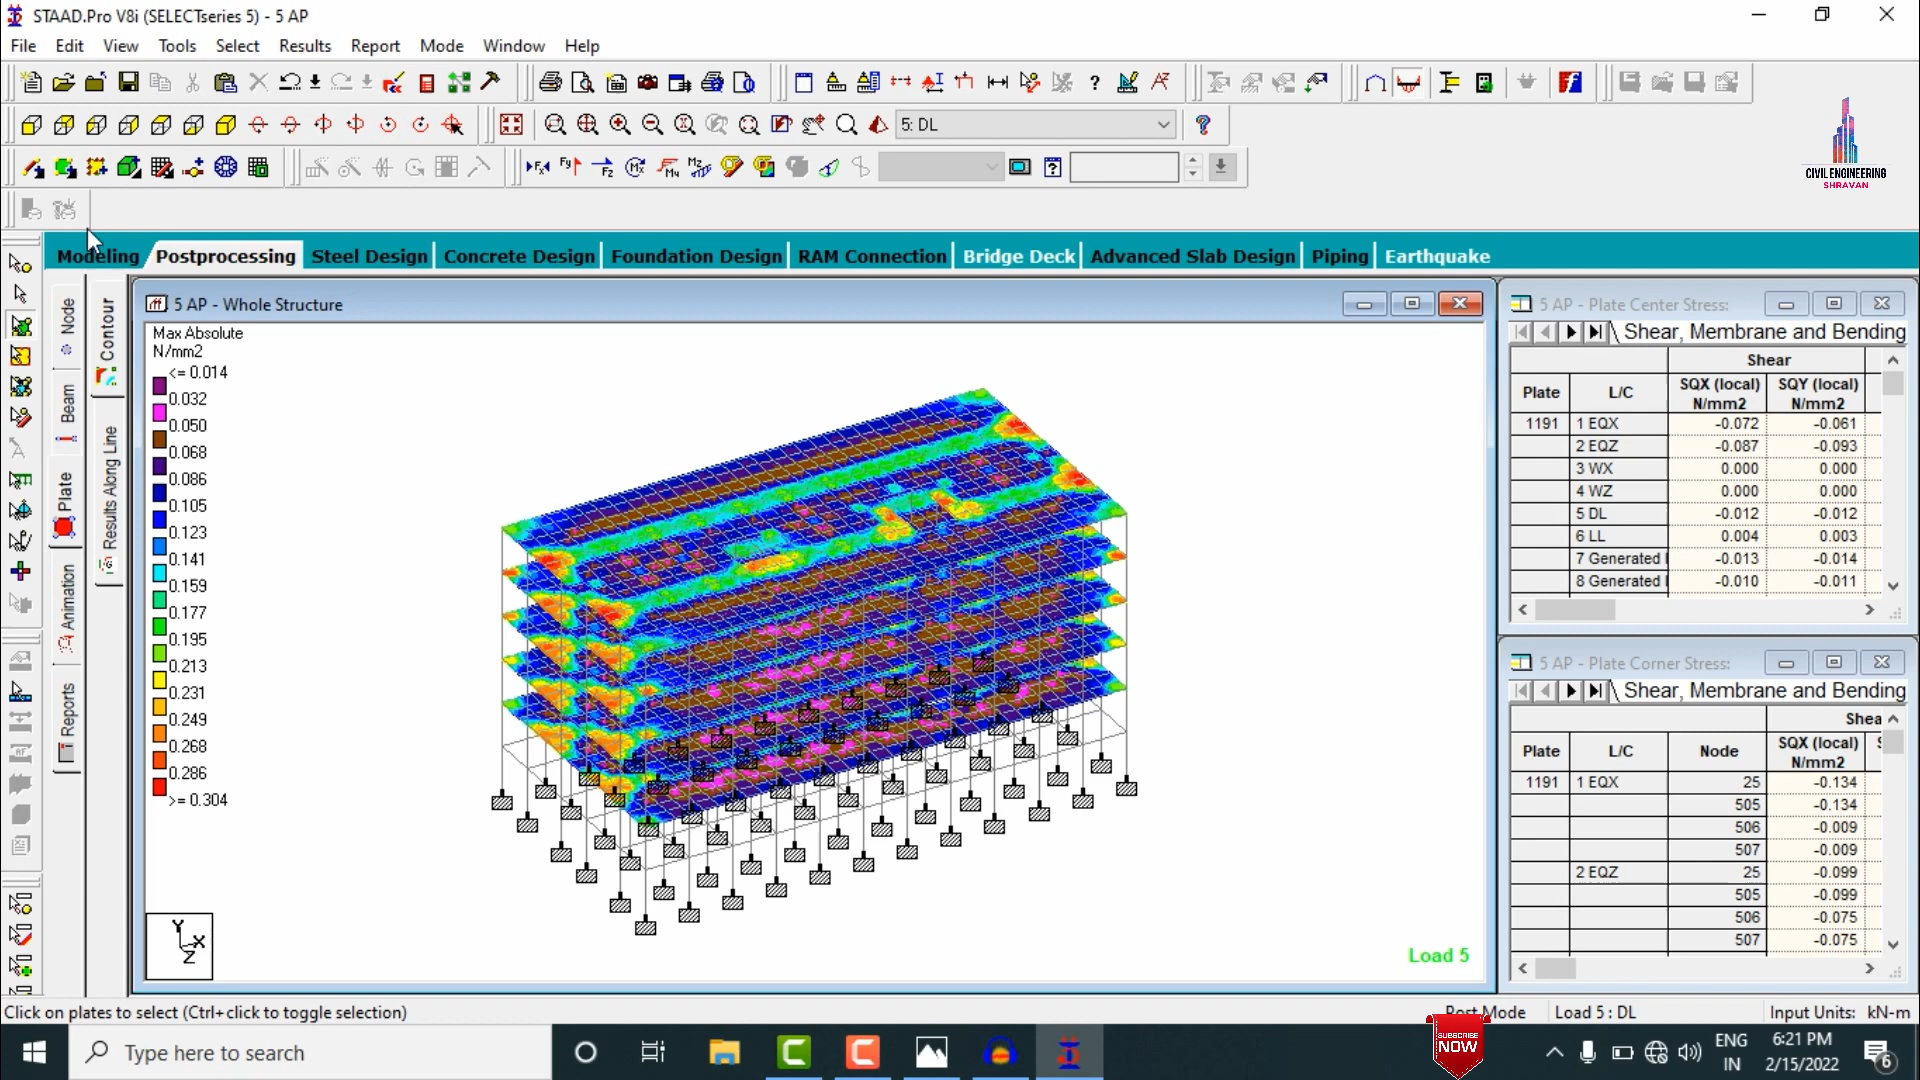 STAAD.Pro V8i (SELECTseries 5) - 5 AP
File Edit View Tools Select Results Report Mode Window Help
5: DL
CIVIL ENGINEERING
SHRAVAN
Modeling Postprocessing Steel Design Concrete Design Foundation Design RAM Connection Bridge Deck Advanced Slab Design Piping Earthquake
Node
Beam
Plate
Animation
Reports
Contour
Results Along Line
5 AP - Whole Structure
Max Absolute
N/mm2
<= 0.014
0.032
0.050
0.068
0.086
0.105
0.123
0.141
0.159
0.177
0.195
0.213
0.231
0.249
0.268
0.286
>= 0.304
Y
X
Z
Load 5
5 AP - Plate Center Stress:
Shear, Membrane and Bending
Shear
Plate L/C SQX (local) N/mm2 SQY (local) N/mm2
1191 1 EQX -0.072 -0.061
2 EQZ -0.087 -0.093
3 WX 0.000 0.000
4 WZ 0.000 0.000
5 DL -0.012 -0.012
6 LL 0.004 0.003
7 Generated -0.013 -0.014
8 Generated -0.010 -0.011
5 AP - Plate Corner Stress:
Shear, Membrane and Bending
Shea
Plate L/C Node SQX (local) N/mm2
1191 1 EQX 25 -0.134
505 -0.134
506 -0.009
507 -0.009
2 EQZ 25 -0.099
505 -0.099
506 -0.075
507 -0.075
Click on plates to select (Ctrl+click to toggle selection)
Post Mode Load 5 : DL Input Units: kN-m
Type here to search
SUBSCRIBE
NOW
ENG
IN
6:21 PM
2/15/2022
6